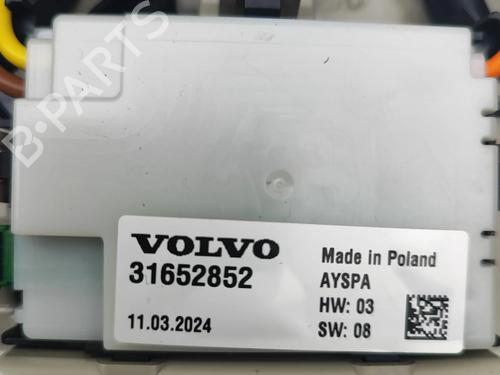 B-PARTS
VOLVO
31652852
11.03.2024
Made in Poland
AYSPA
HW: 03
SW: 08